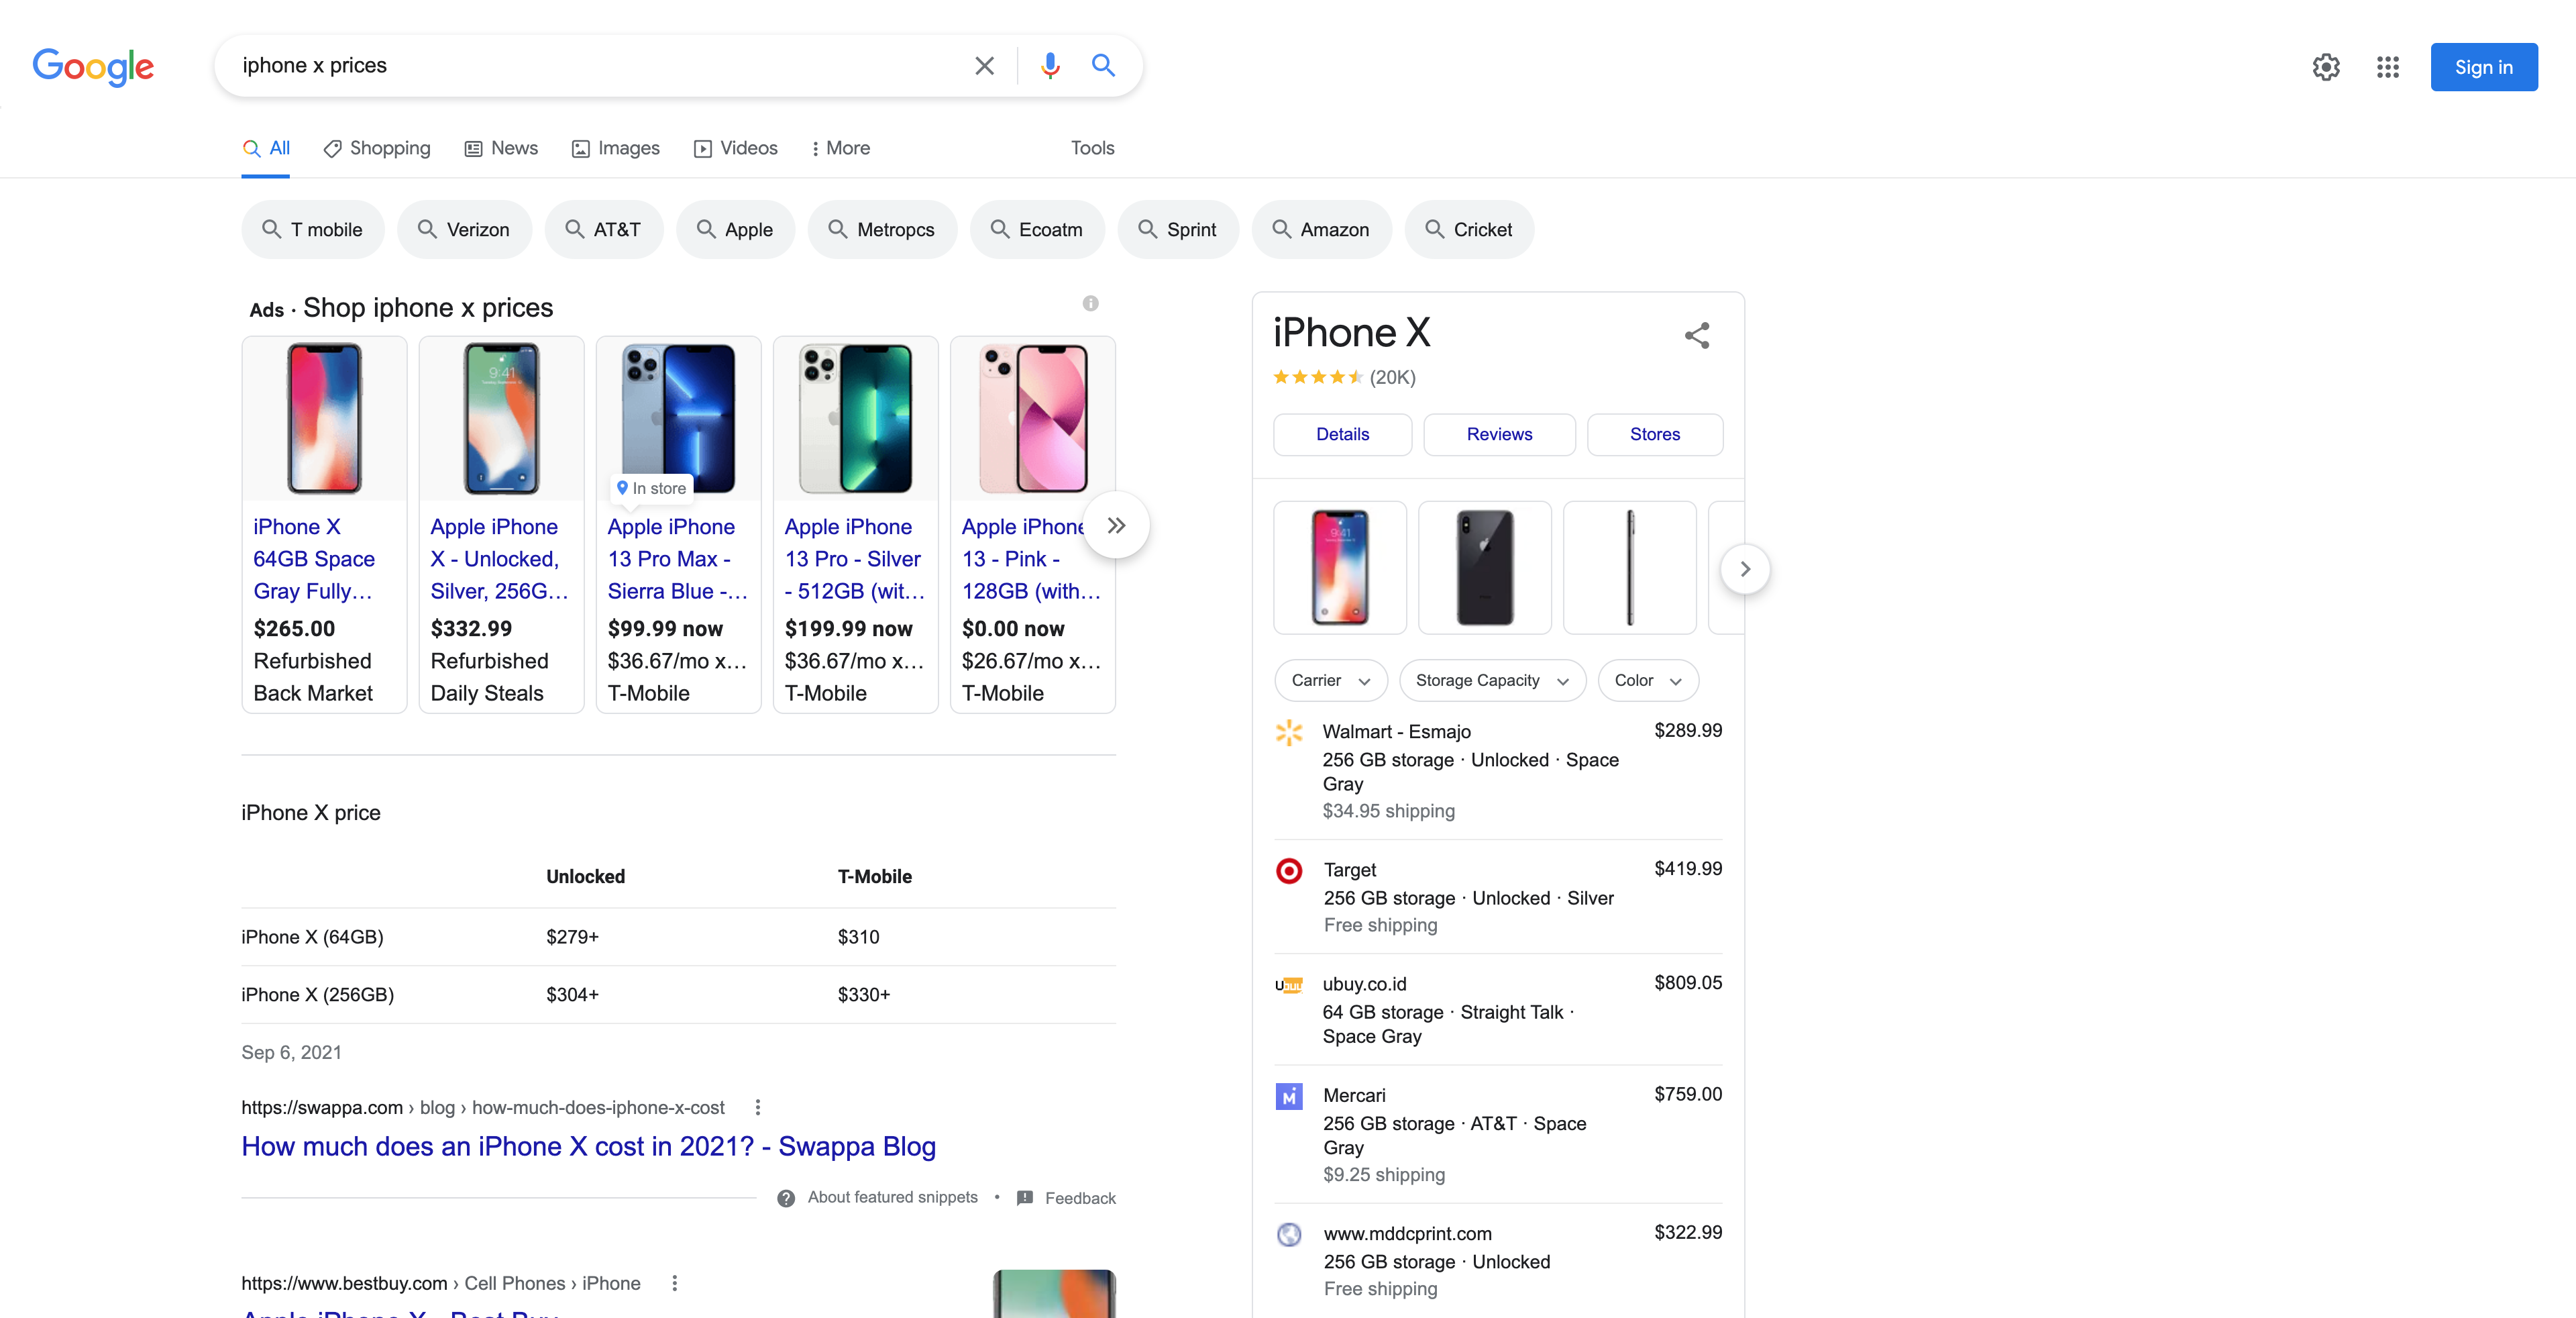 Google
iphone x prices
Sign in
All
Shopping
News
Images
Videos
More
Tools
T mobile
Verizon
AT&T
Apple
Metropcs
Ecoatm
Sprint
Amazon
Cricket
Ads · Shop iphone x prices
9:41
In store
iPhone X
64GB Space
Gray Fully...
$265.00
Refurbished
Back Market
Apple iPhone
X - Unlocked,
Silver, 256G...
$332.99
Refurbished
Daily Steals
Apple iPhone
13 Pro Max -
Sierra Blue -...
$99.99 now
$36.67/mo x...
T-Mobile
Apple iPhone
13 Pro - Silver
- 512GB (wit...
$199.99 now
$36.67/mo x...
T-Mobile
Apple iPhone
13 - Pink -
128GB (with...
$0.00 now
$26.67/mo x...
T-Mobile
iPhone X price
Unlocked T-Mobile
iPhone X (64GB) $279+ $310
iPhone X (256GB) $304+ $330+
Sep 6, 2021
https://swappa.com › blog › how-much-does-iphone-x-cost
How much does an iPhone X cost in 2021? - Swappa Blog
About featured snippets • Feedback
https://www.bestbuy.com › Cell Phones › iPhone
Apple iPhone X - Best Buy
iPhone X
(20K)
Details
Reviews
Stores
9:41
Carrier
Storage Capacity
Color
Walmart - Esmajo $289.99
256 GB storage · Unlocked · Space
Gray
$34.95 shipping
Target $419.99
256 GB storage · Unlocked · Silver
Free shipping
ubuy
ubuy.co.id $809.05
64 GB storage · Straight Talk ·
Space Gray
M
Mercari $759.00
256 GB storage · AT&T · Space
Gray
$9.25 shipping
www.mddcprint.com $322.99
256 GB storage · Unlocked
Free shipping